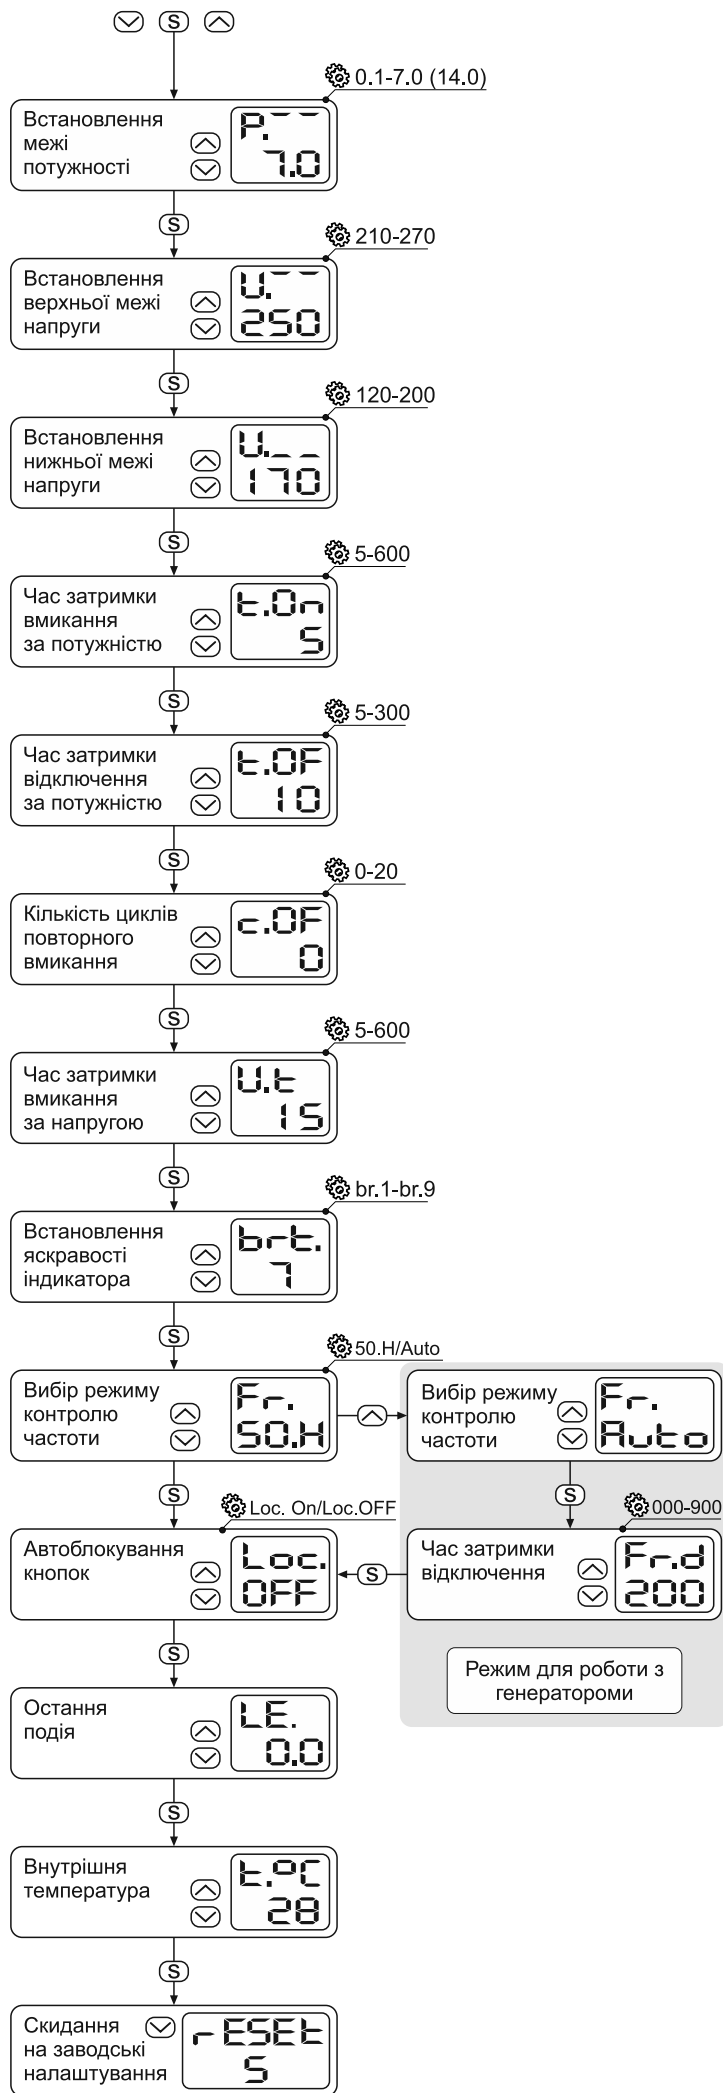 S
0.1-7.0 (14.0)
Встановлення
межі
потужності
P.¯¯
7.0
S
210-270
Встановлення
верхньої межі
напруги
U.¯¯
250
S
120-200
Встановлення
нижньої межі
напруги
U.__
170
S
5-600
Час затримки
вмикання
за потужністю
t.On
5
S
5-300
Час затримки
відключення
за потужністю
t.OF
10
S
0-20
Кількість циклів
повторного
вмикання
c.OF
0
S
5-600
Час затримки
вмикання
за напругою
U.t
15
S
br.1-br.9
Встановлення
яскравості
індикатора
brt.
7
S
50.H/Auto
Вибір режиму
контролю
частоти
Fr.
50.H
Вибір режиму
контролю
частоти
Fr.
Auto
S
S
Loc. On/Loc.OFF
000-900
Автоблокування
кнопок
Loc.
OFF
S
Час затримки
відключення
Fr.d
200
Режим для роботи з
генератороми
S
Остання
подія
LE.
0.0
S
Внутрішня
температура
t.ºC
28
S
Скидання
на заводські
налаштування
rESEt
5